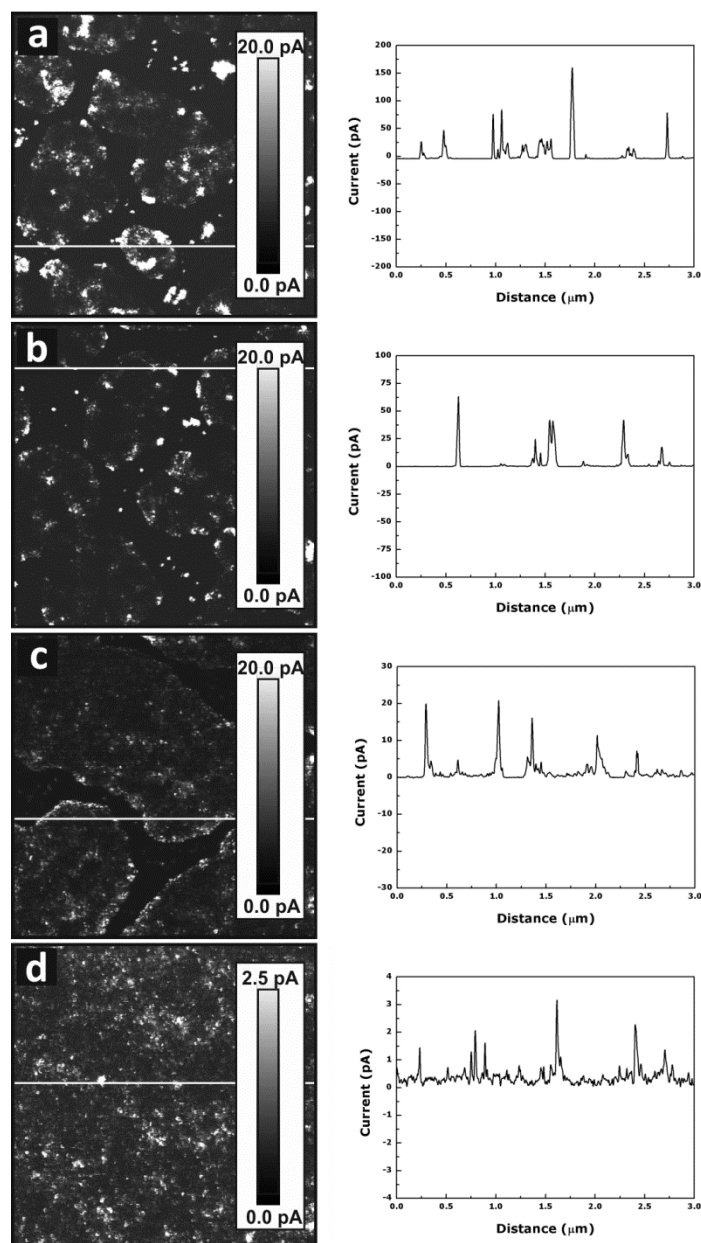 a
20.0 pA
0.0 pA
Current (pA)
200
150
100
50
0
-50
-100
-150
-200
0.0 0.5 1.0 1.5 2.0 2.5 3.0
Distance (μm)
b
20.0 pA
0.0 pA
Current (pA)
100
75
50
25
0
-25
-50
-75
-100
0.0 0.5 1.0 1.5 2.0 2.5 3.0
Distance (μm)
c
20.0 pA
0.0 pA
Current (pA)
30
20
10
0
-10
-20
-30
0.0 0.5 1.0 1.5 2.0 2.5 3.0
Distance (μm)
d
2.5 pA
0.0 pA
Current (pA)
4
3
2
1
0
-1
-2
-3
-4
0.0 0.5 1.0 1.5 2.0 2.5 3.0
Distance (μm)